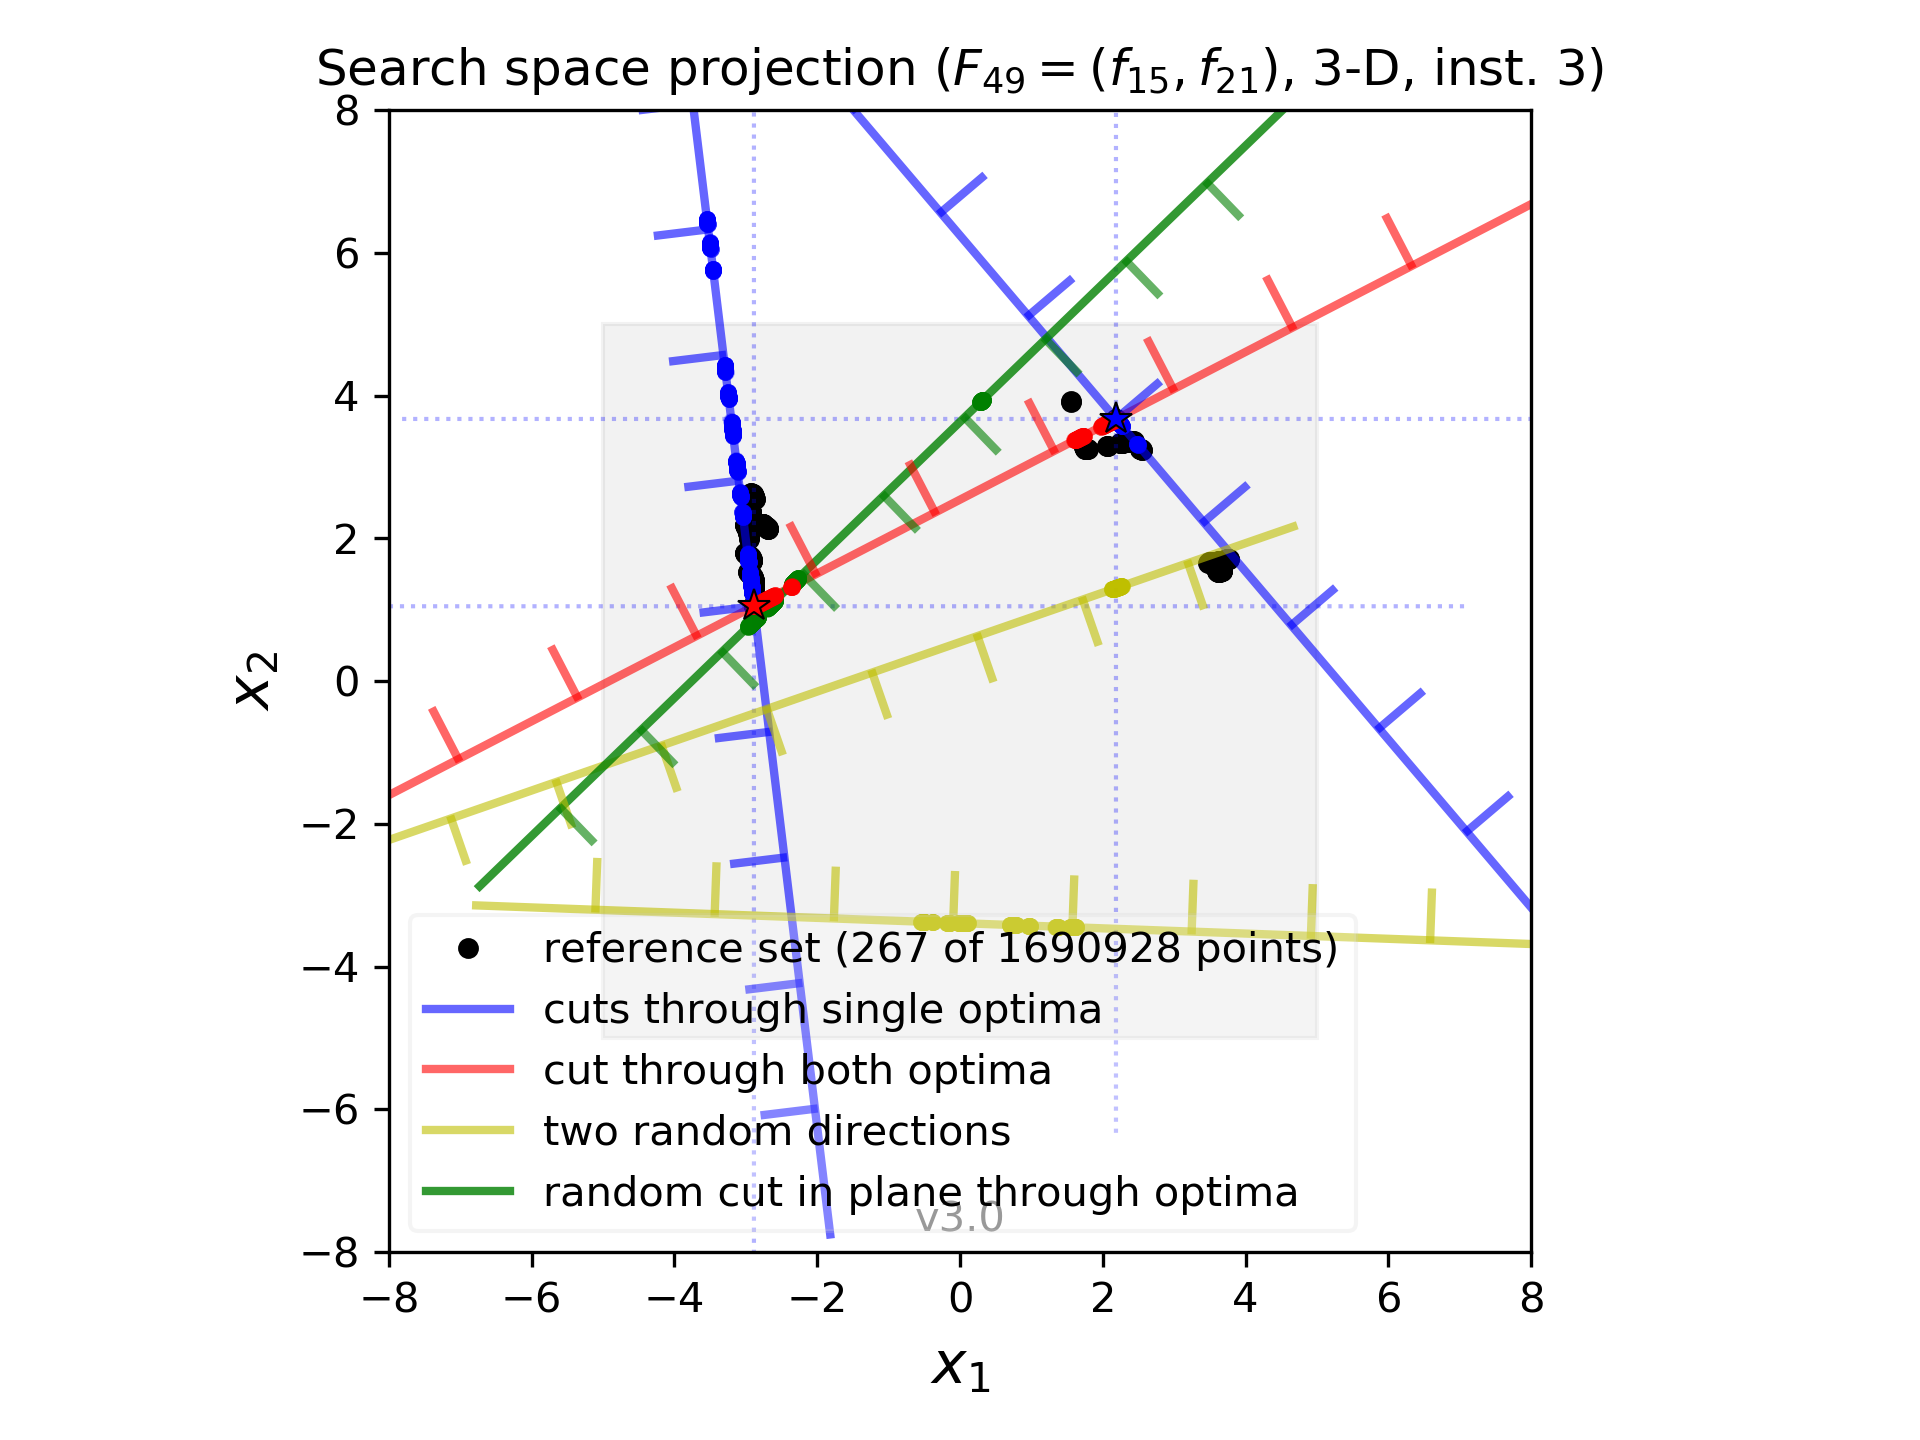 Search space projection (F₄₉ = (f₁₅, f₂₁), 3-D, inst. 3)
8
6
4
2
0
−2
−4
−6
−8
x₂
reference set (267 of 1690928 points)
cuts through single optima
cut through both optima
two random directions
random cut in plane through optima
v3.0
−8 −6 −4 −2 0 2 4 6 8
x₁